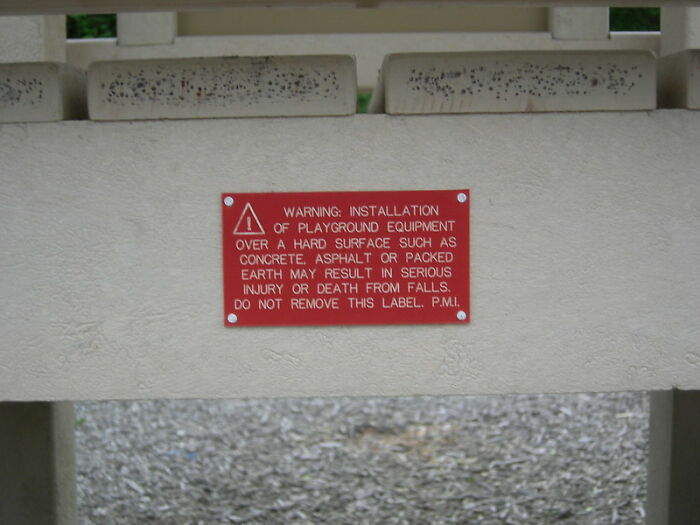 WARNING: INSTALLATION
OF PLAYGROUND EQUIPMENT
OVER A HARD SURFACE SUCH AS
CONCRETE, ASPHALT OR PACKED
EARTH MAY RESULT IN SERIOUS
INJURY OR DEATH FROM FALLS.
DO NOT REMOVE THIS LABEL. P.M.I.